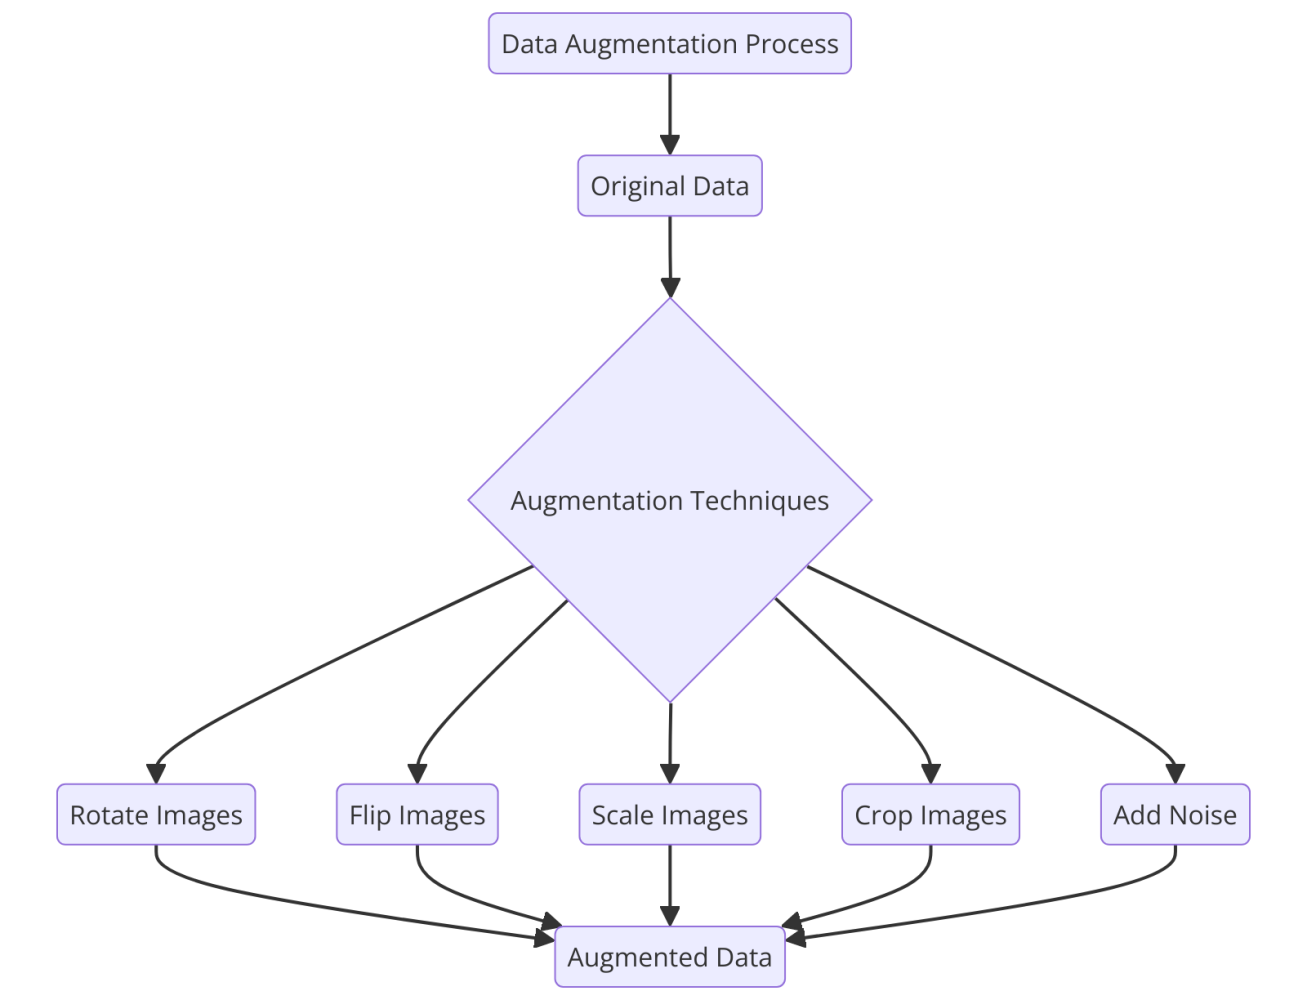 Data Augmentation Process
Original Data
Augmentation Techniques
Rotate Images
Flip Images
Scale Images
Crop Images
Add Noise
Augmented Data